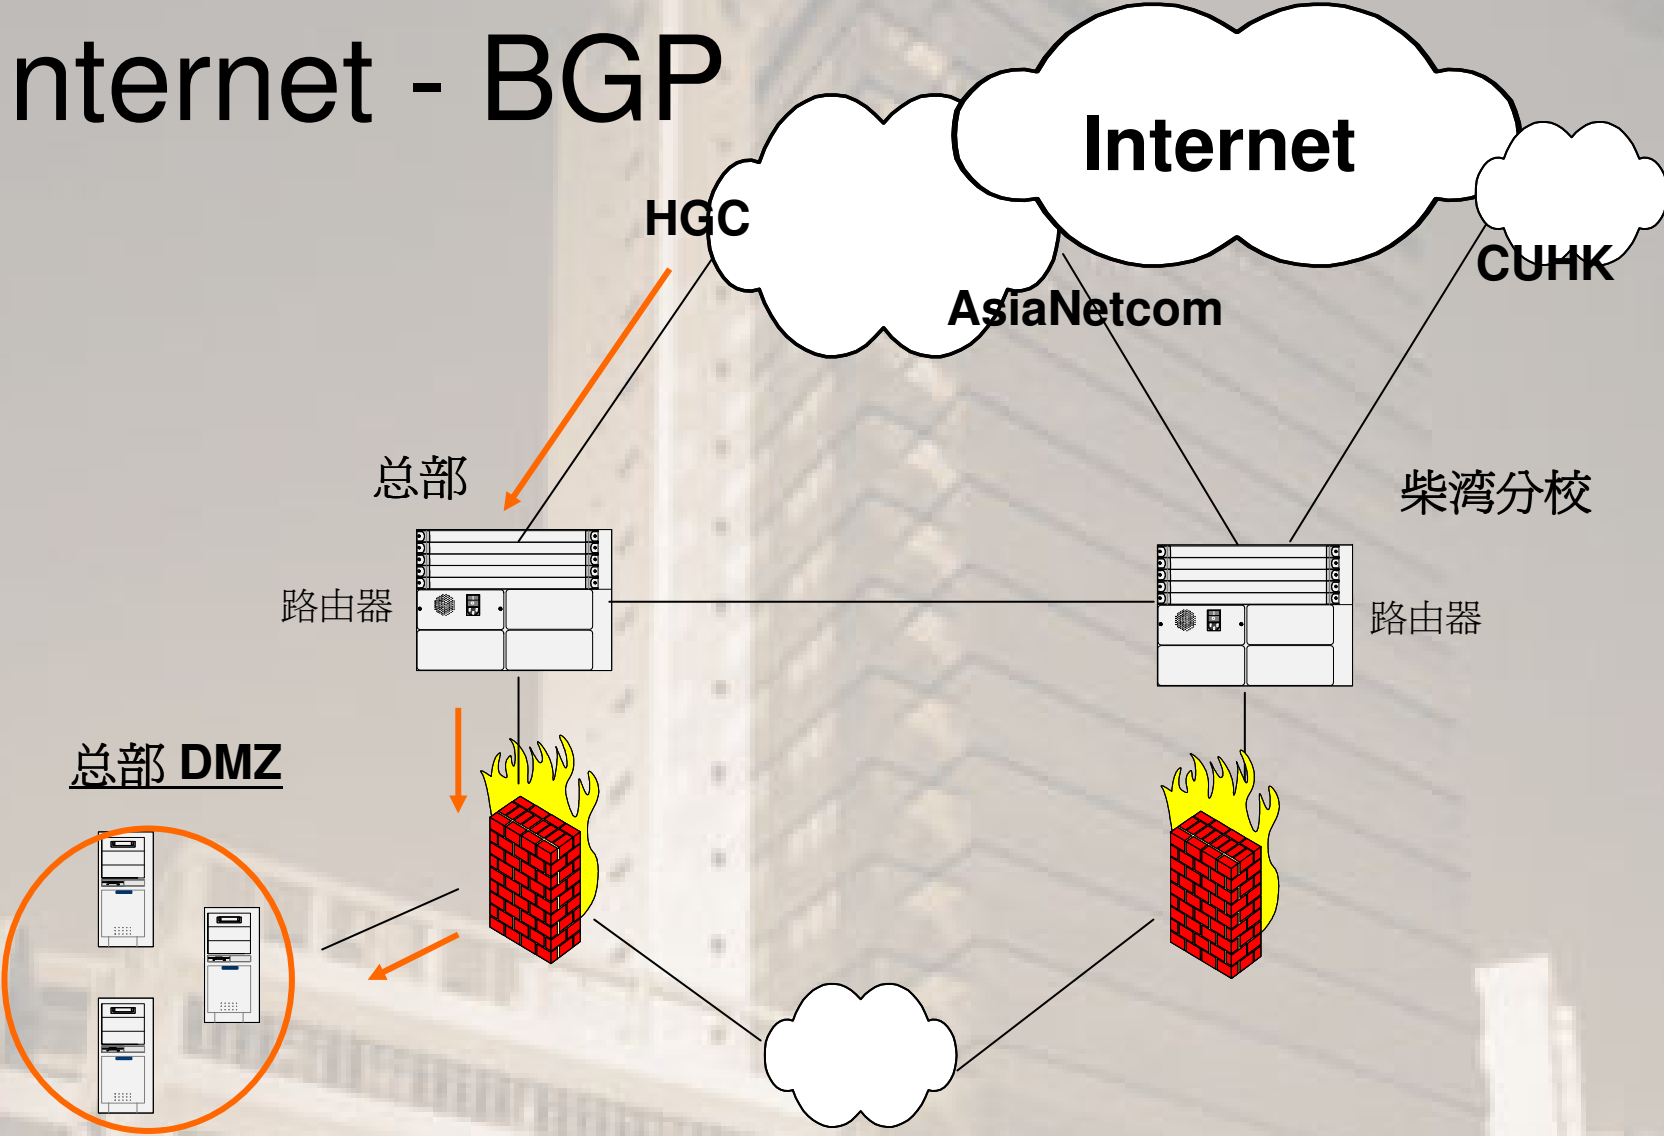 nternet - BGP
Internet
HGC
CUHK
AsiaNetcom
总部
柴湾分校
路由器
路由器
总部 DMZ